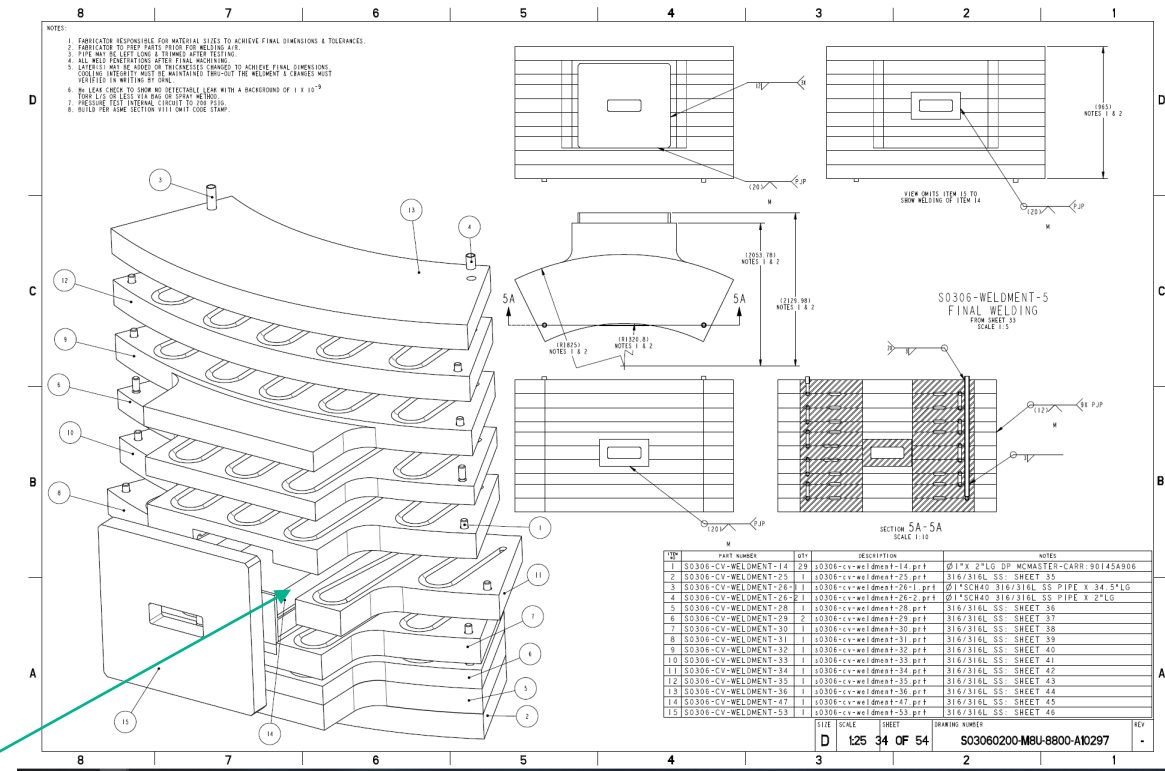 8 7 6 5 4 3 2 1
NOTES:
1. FABRICATOR RESPONSIBLE FOR MATERIAL SIZES TO ACHIEVE FINAL DIMENSIONS & TOLERANCES.
2. FABRICATOR TO PREP PARTS PRIOR FOR WELDING A/R.
3. PIPE MAY BE LEFT LONG & TRIMMED AFTER TESTING.
4. ALL WELD PENETRATIONS AFTER FINAL MACHINING.
5. LAYER(S) MAY BE ADDED OR THICKNESSES CHANGED TO ACHIEVE FINAL DIMENSIONS.
COOLING INTEGRITY MUST BE MAINTAINED THRU-OUT THE WELDMENT & CHANGES MUST
VERIFIED IN WRITING BY ORNL.
6. He LEAK CHECK TO SHOW NO DETECTABLE LEAK WITH A BACKGROUND OF 1 X 10⁻⁹
TORR L/S OR LESS VIA BAG OR SPRAY METHOD.
7. PRESSURE TEST INTERNAL CIRCUIT TO 200 PSIG.
8. BUILD PER ASME SECTION VIII OMIT CODE STAMP.
D D
(965)
NOTES 1 & 2
(20) PJP
M
VIEW OMITS ITEM 15 TO
SHOW WELDING OF ITEM 14
(20) PJP
M
3
13
4
12
C C
(2053.78)
NOTES 1 & 2
5A 5A
(2129.98)
NOTES 1 & 2
(R1825)
NOTES 1 & 2
(R1320.8)
NOTES 1 & 2
S0306-WELDMENT-5
FINAL WELDING
FROM SHEET 33
SCALE 1:5
9
6
10
8
B B
(12) 9X PJP
M
3
(20) PJP
M
SECTION 5A-5A
SCALE 1:10
1
11
7
6
5
2
15
14
A A
ITEM NO PART NUMBER QTY DESCRIPTION NOTES
1 S0306-CV-WELDMENT-14 29 s0306-cv-weldment-14.prt Ø1"X 2"LG DP MCMASTER-CARR:90145A906
2 S0306-CV-WELDMENT-25 1 s0306-cv-weldment-25.prt 316/316L SS: SHEET 35
3 S0306-CV-WELDMENT-26-1 1 s0306-cv-weldment-26-1.prt Ø1"SCH40 316/316L SS PIPE X 34.5"LG
4 S0306-CV-WELDMENT-26-2 1 s0306-cv-weldment-26-2.prt Ø1"SCH40 316/316L SS PIPE X 2"LG
5 S0306-CV-WELDMENT-28 1 s0306-cv-weldment-28.prt 316/316L SS: SHEET 36
6 S0306-CV-WELDMENT-29 2 s0306-cv-weldment-29.prt 316/316L SS: SHEET 37
7 S0306-CV-WELDMENT-30 1 s0306-cv-weldment-30.prt 316/316L SS: SHEET 38
8 S0306-CV-WELDMENT-31 1 s0306-cv-weldment-31.prt 316/316L SS: SHEET 39
9 S0306-CV-WELDMENT-32 1 s0306-cv-weldment-32.prt 316/316L SS: SHEET 40
10 S0306-CV-WELDMENT-33 1 s0306-cv-weldment-33.prt 316/316L SS: SHEET 41
11 S0306-CV-WELDMENT-34 1 s0306-cv-weldment-34.prt 316/316L SS: SHEET 42
12 S0306-CV-WELDMENT-35 1 s0306-cv-weldment-35.prt 316/316L SS: SHEET 43
13 S0306-CV-WELDMENT-36 1 s0306-cv-weldment-36.prt 316/316L SS: SHEET 44
14 S0306-CV-WELDMENT-47 1 s0306-cv-weldment-47.prt 316/316L SS: SHEET 45
15 S0306-CV-WELDMENT-53 1 s0306-cv-weldment-53.prt 316/316L SS: SHEET 46
SIZE SCALE SHEET DRAWING NUMBER REV
D 1:25 34 OF 54 S03060200-M8U-8800-A10297 -
8 7 6 5 4 3 2 1